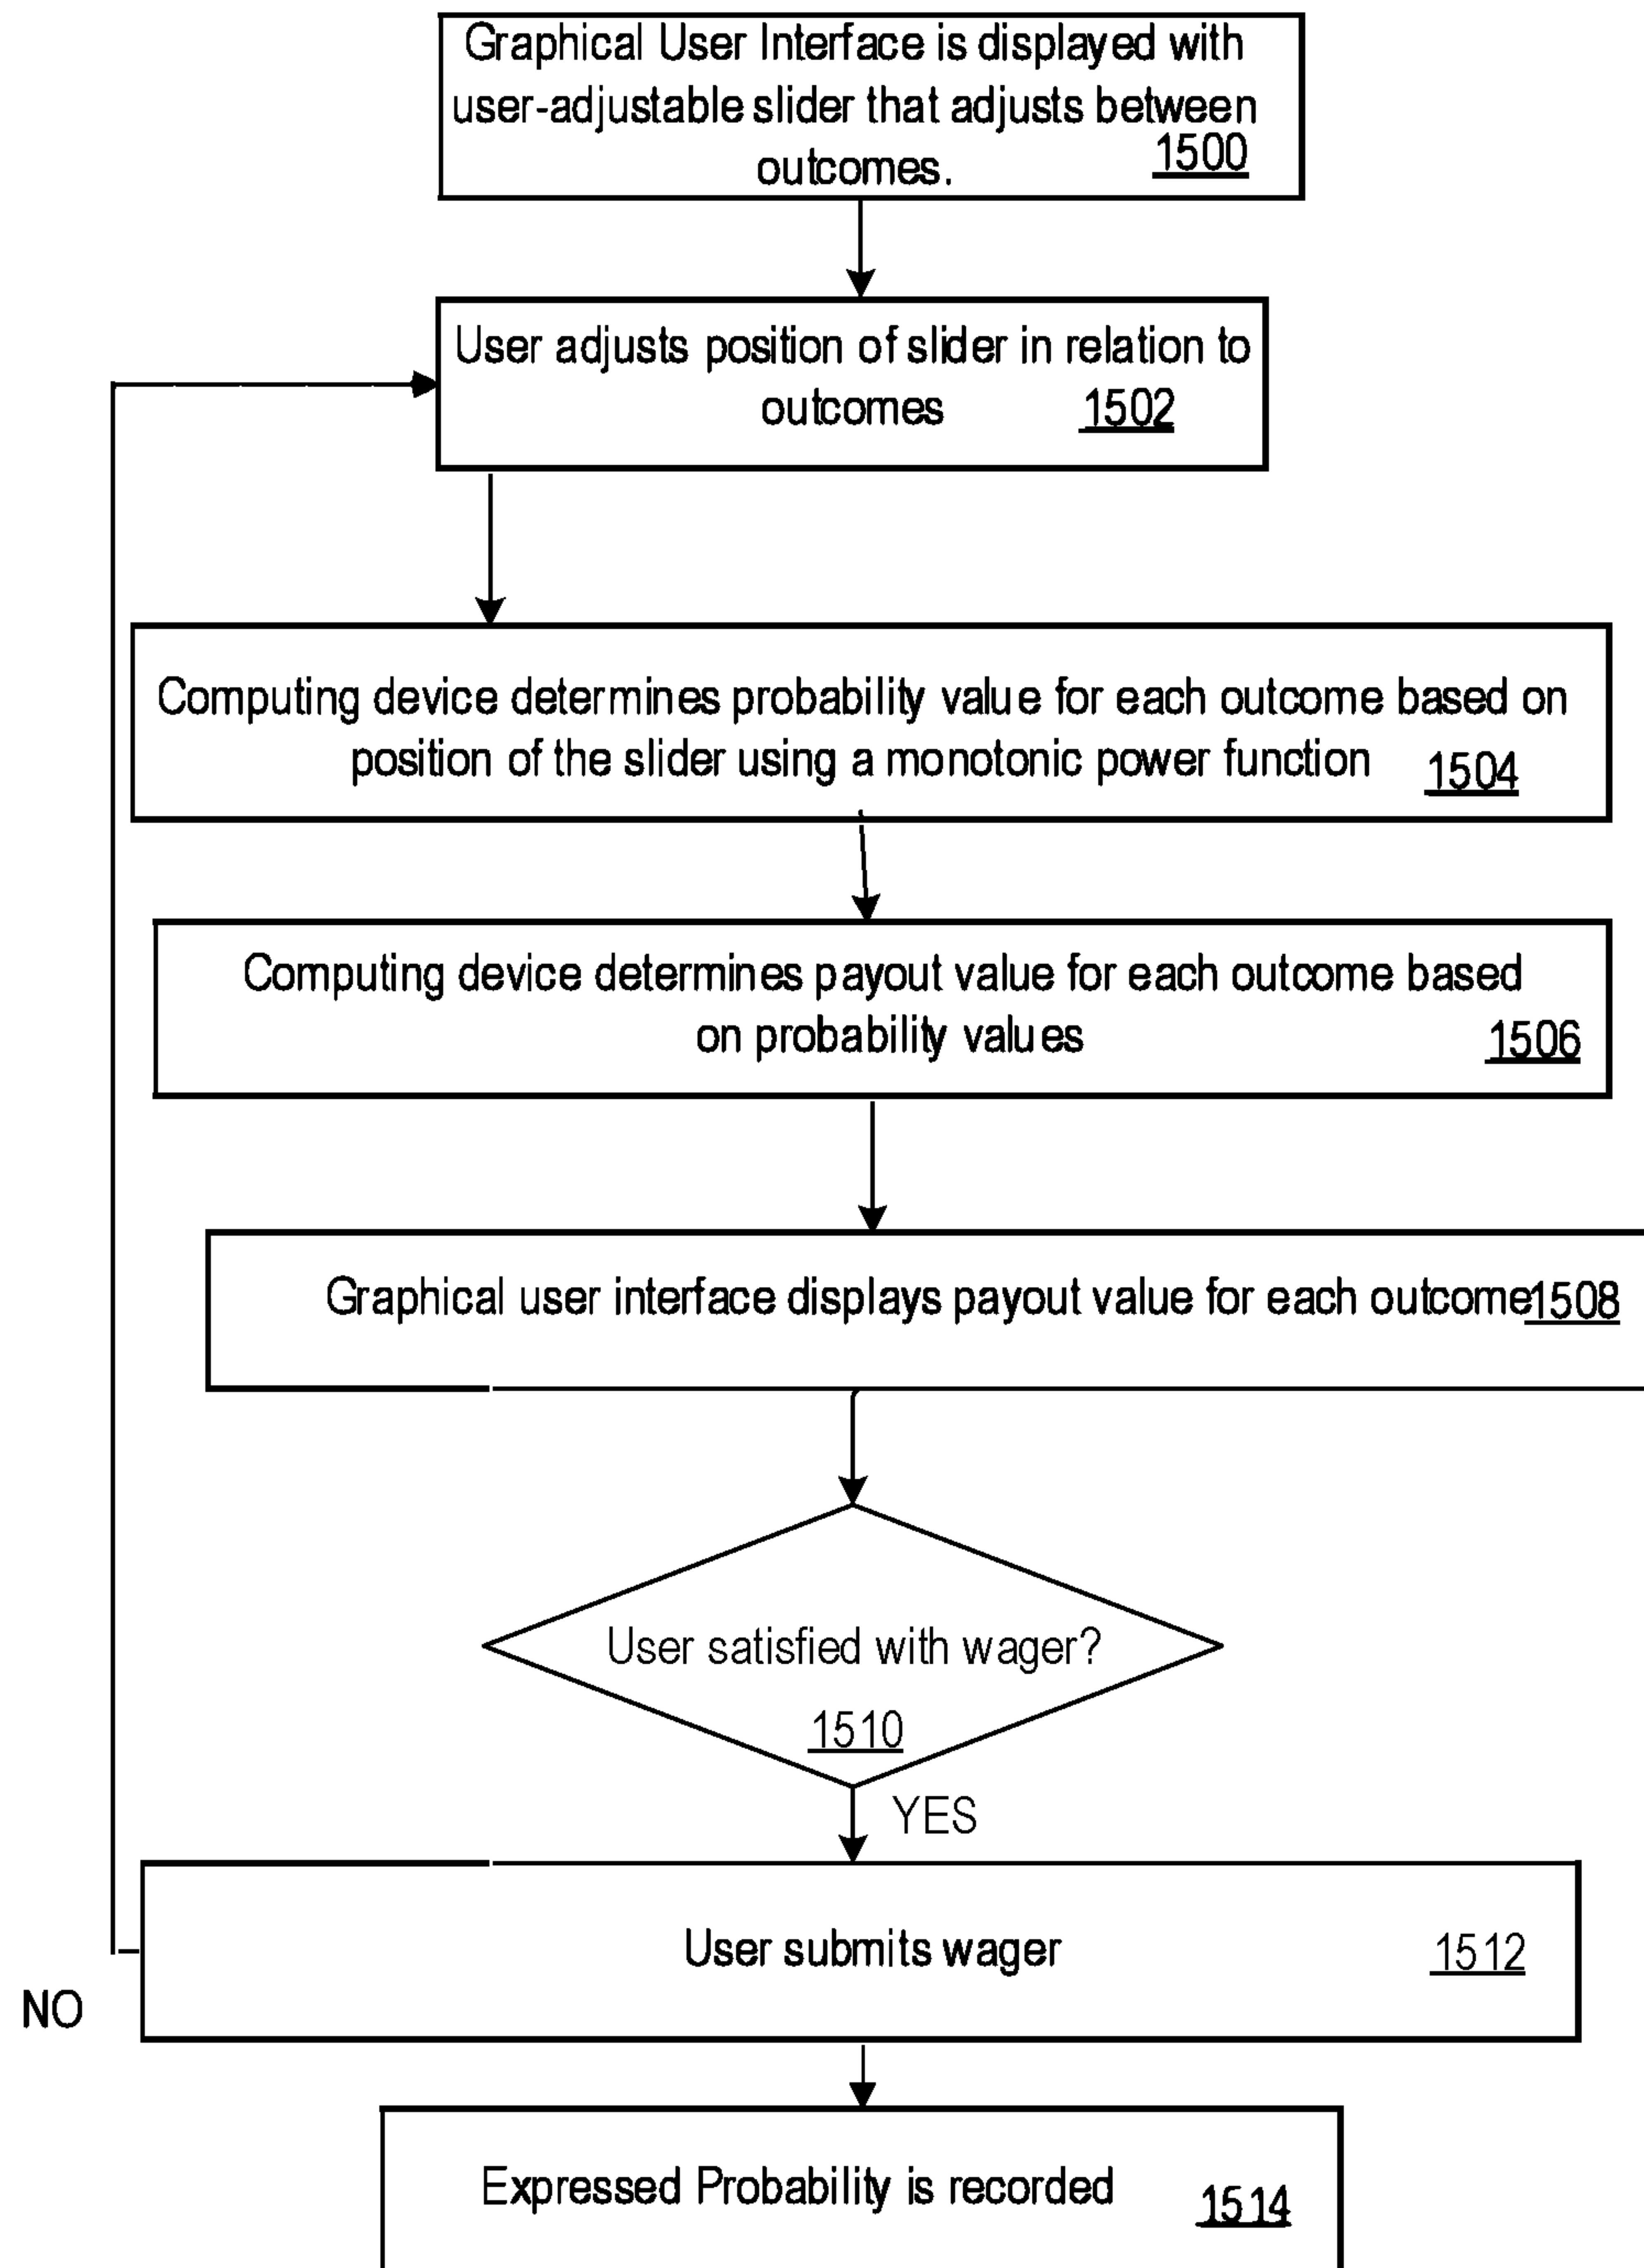 Graphical User Interface is displayed with
user-adjustable slider that adjusts between
outcomes. 1500
User adjusts position of slider in relation to
outcomes 1502
Computing device determines probability value for each outcome based on
position of the slider using a monotonic power function 1504
Computing device determines payout value for each outcome based
on probability values 1506
Graphical user interface displays payout value for each outcome1508
User satisfied with wager?
1510
YES
User submits wager 1512
NO
Expressed Probability is recorded 1514